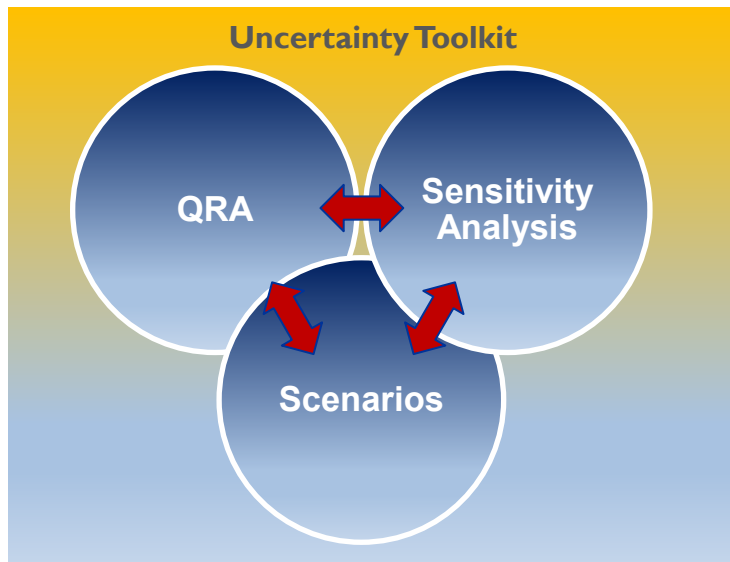 Uncertainty Toolkit
QRA
Sensitivity
Analysis
Scenarios